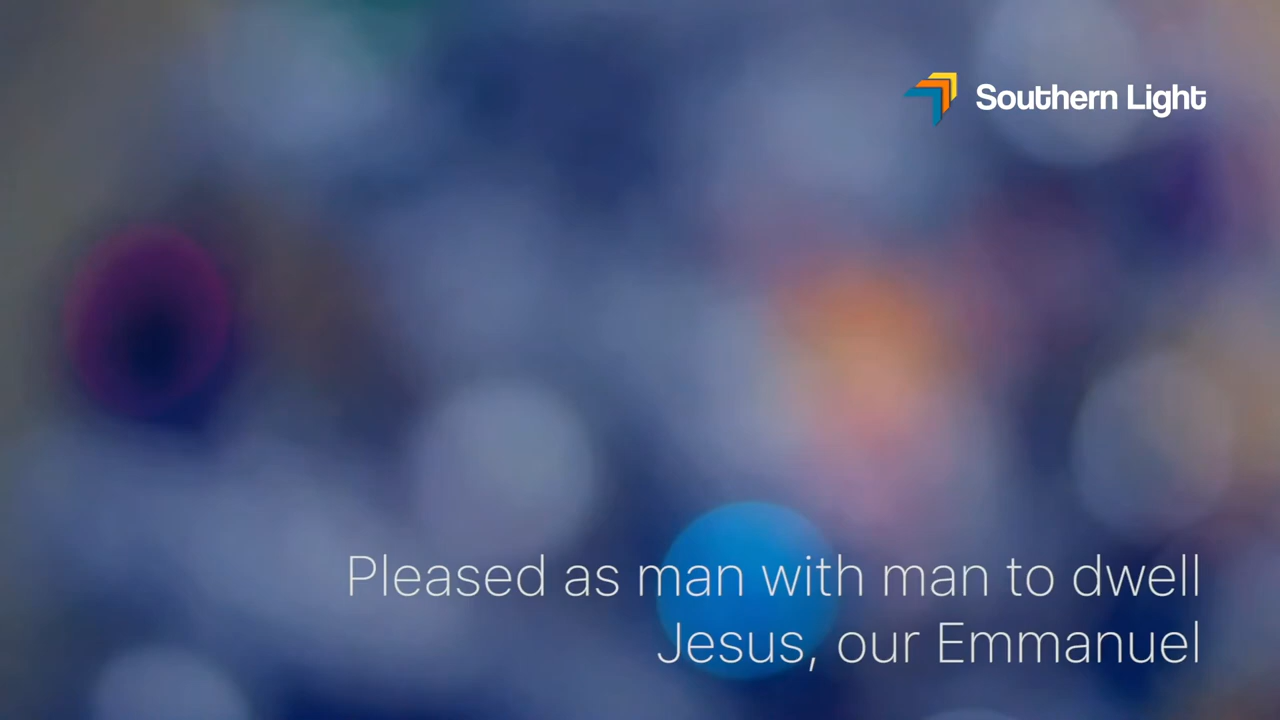 Southern Light
Pleased as man with man to dwell
Jesus, our Emmanuel